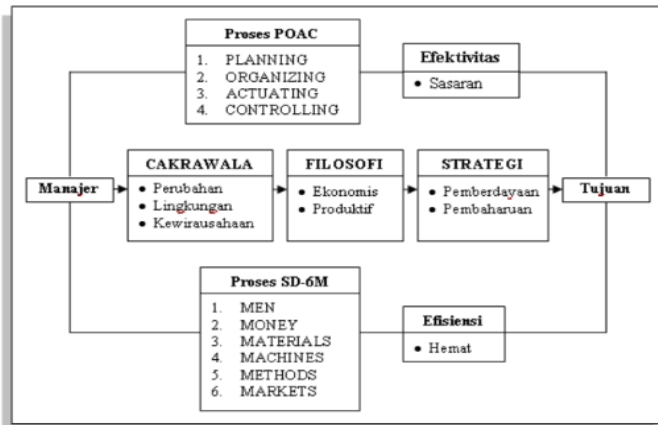 Proses POAC
1. PLANNING
2. ORGANIZING
3. ACTUATING
4. CONTROLLING
Efektivitas
• Sasaran
Manajer
CAKRAWALA
• Perubahan
• Lingkungan
• Kewirausahaan
FILOSOFI
• Ekonomis
• Produktif
STRATEGI
• Pemberdayaan
• Pembaharuan
Tujuan
Proses SD-6M
1. MEN
2. MONEY
3. MATERIALS
4. MACHINES
5. METHODS
6. MARKETS
Efisiensi
• Hemat